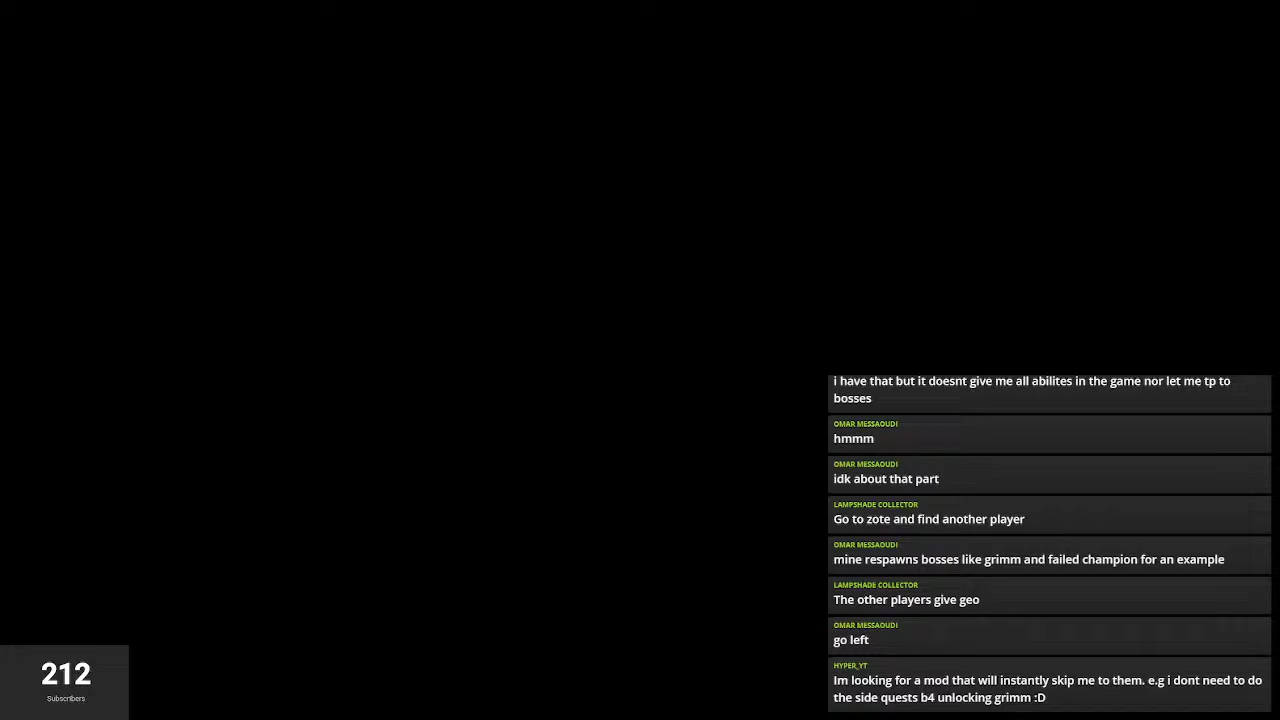 i have that but it doesnt give me all abilites in the game nor let me tp to
bosses
OMAR MESSAOUDI
hmmm
OMAR MESSAOUDI
idk about that part
LAMPSHADE COLLECTOR
Go to zote and find another player
OMAR MESSAOUDI
mine respawns bosses like grimm and failed champion for an example
LAMPSHADE COLLECTOR
The other players give geo
OMAR MESSAOUDI
go left
HYPER_YT
Im looking for a mod that will instantly skip me to them. e.g i dont need to do
the side quests b4 unlocking grimm :D
212
Subscribers